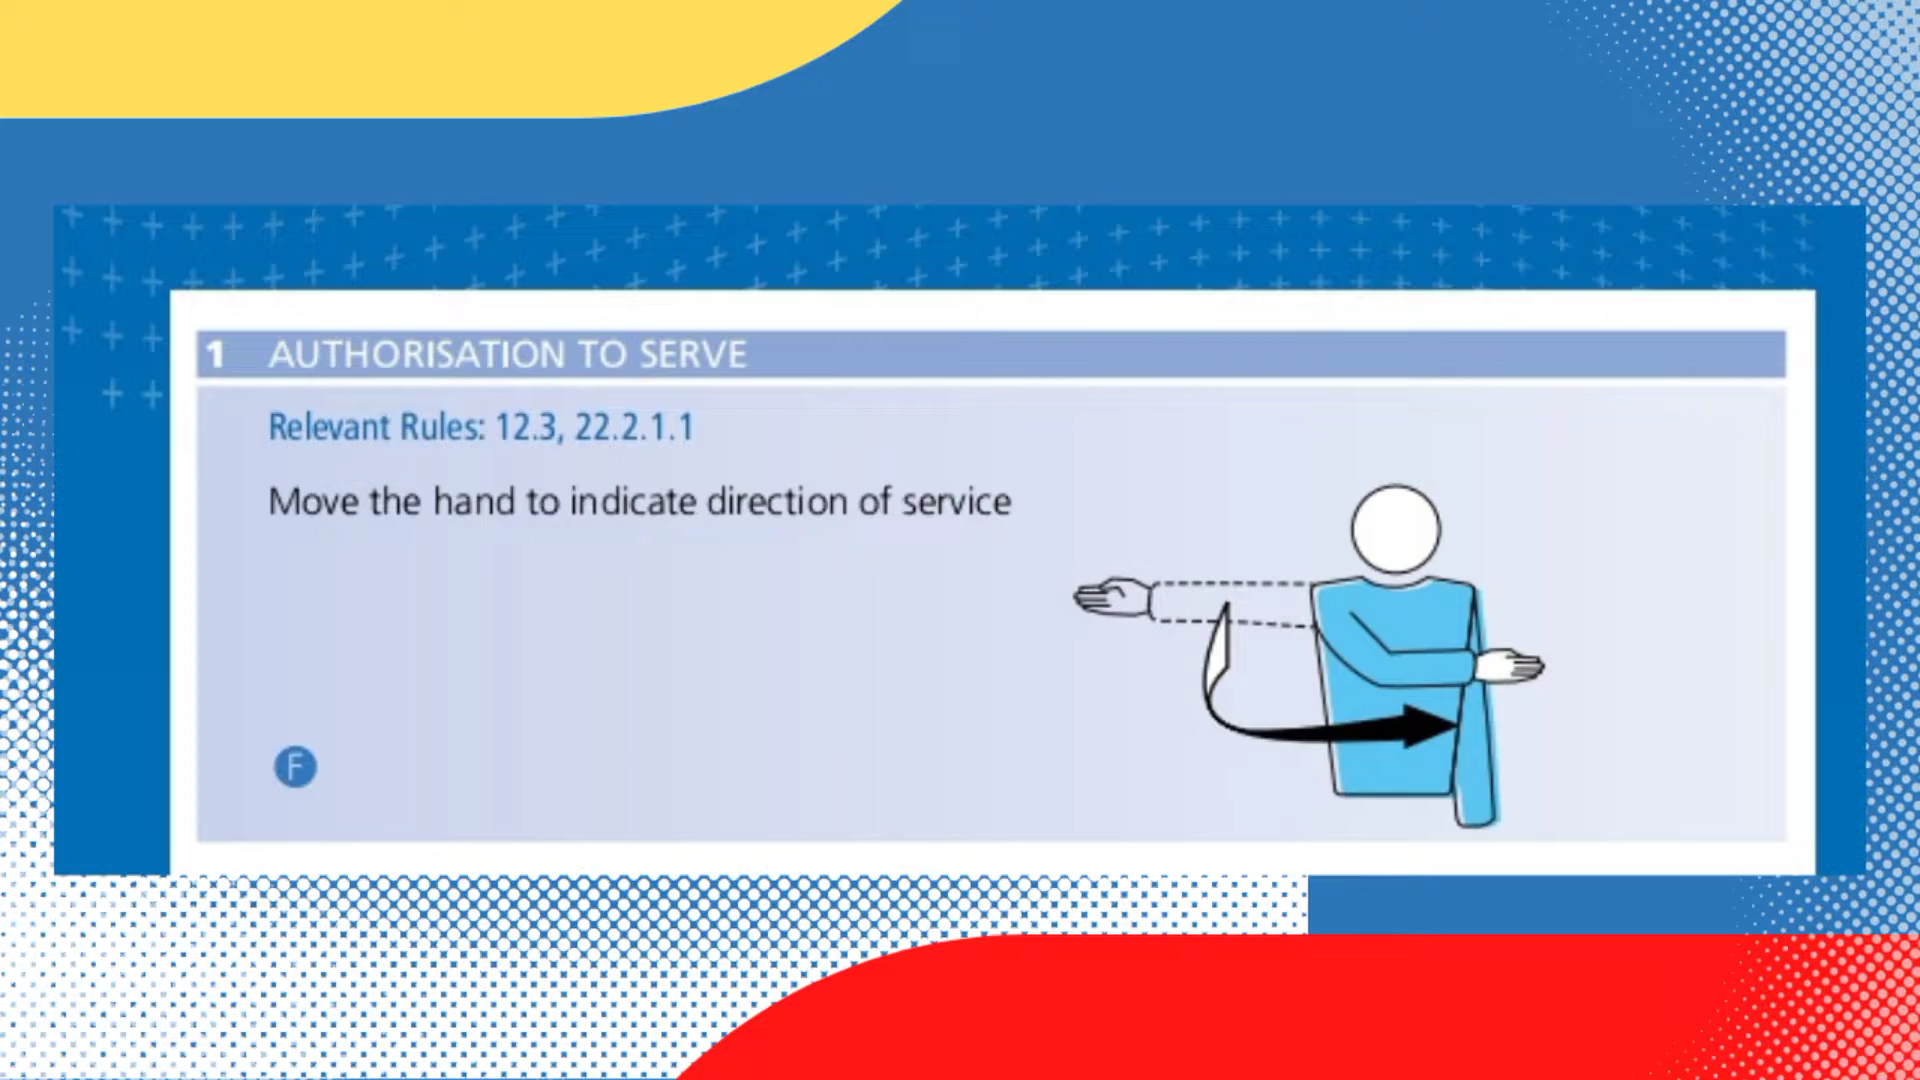 1 AUTHORISATION TO SERVE
Relevant Rules: 12.3, 22.2.1.1
Move the hand to indicate direction of service
F